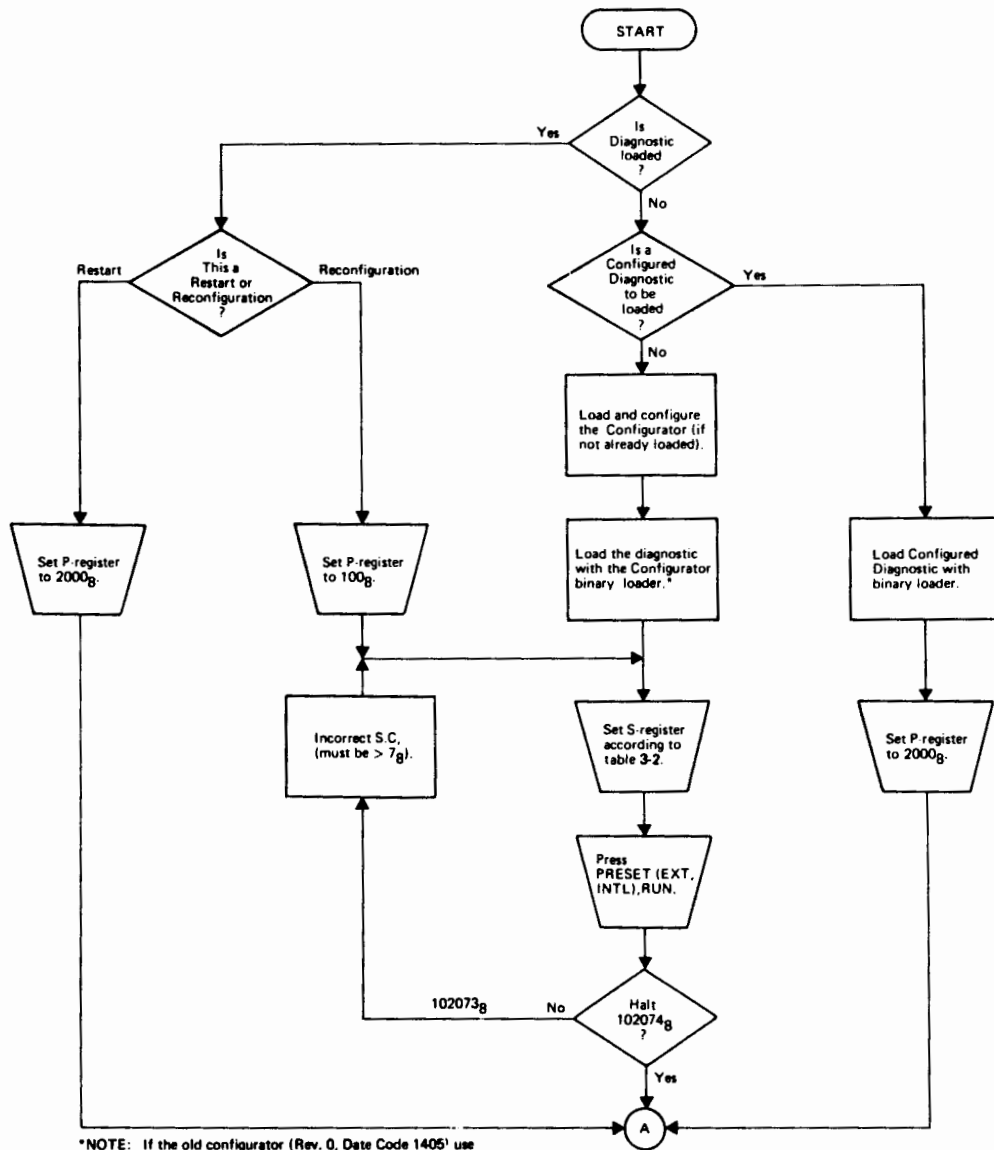 START
Is
Diagnostic
loaded
?
Yes
No
Is
This a
Restart or
Reconfiguration
?
Restart
Reconfiguration
Is a
Configured
Diagnostic
to be
loaded
?
Yes
No
Load and configure
the Configurator (if
not already loaded).
Set P-register
to 2000₈.
Set P-register
to 100₈.
Load the diagnostic
with the Configurator
binary loader.*
Load Configured
Diagnostic with
binary loader.
Incorrect S.C,
(must be > 7₈).
Set S-register
according to
table 3-2.
Set P-register
to 2000₈.
Press
PRESET (EXT,
INTL),RUN.
102073₈
No
Halt
102074₈
?
Yes
A
*NOTE: If the old configurator (Rev. 0, Date Code 1405) use